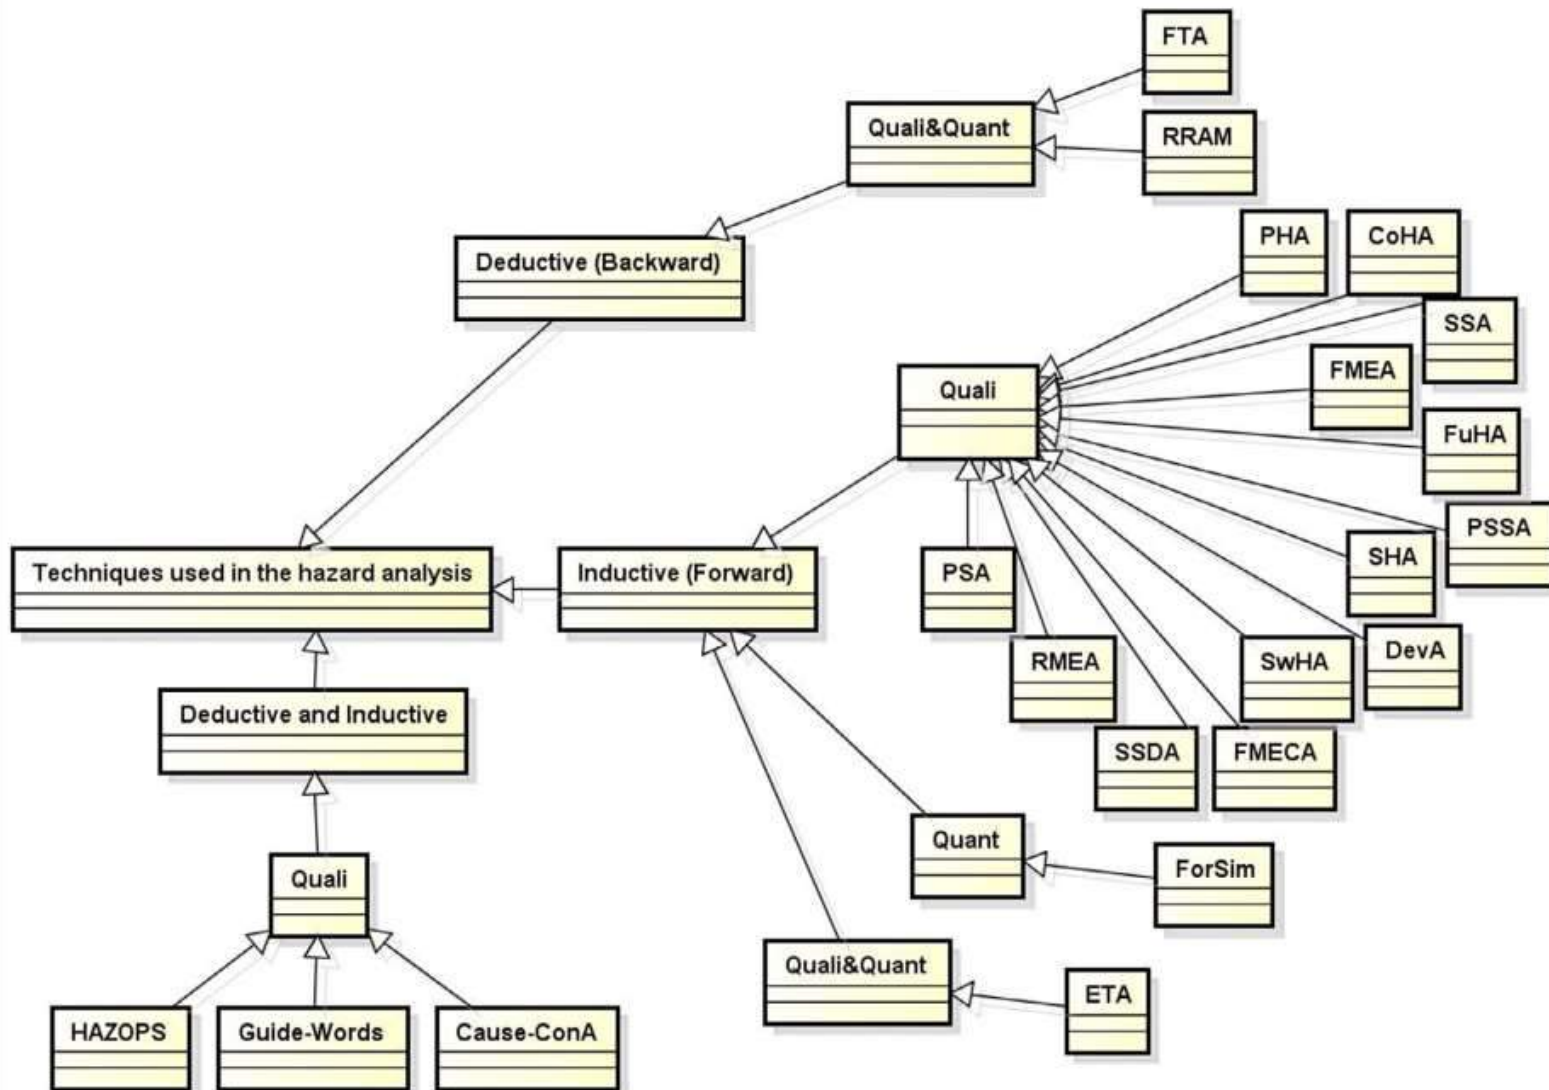 FTA
Quali&Quant
RRAM
PHA
CoHA
Deductive (Backward)
SSA
FMEA
Quali
FuHA
PSSA
SHA
Techniques used in the hazard analysis
Inductive (Forward)
PSA
DevA
RMEA
SwHA
Deductive and Inductive
SSDA
FMECA
Quant
ForSim
Quali
Quali&Quant
ETA
HAZOPS
Guide-Words
Cause-ConA